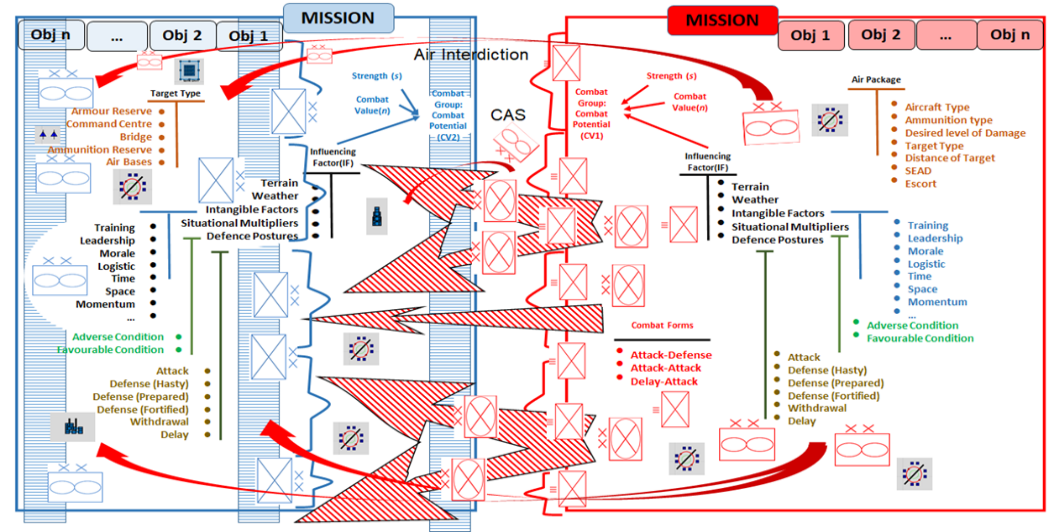 MISSION
Obj n
...
Obj 2
Obj 1
MISSION
Obj 1
Obj 2
...
Obj n
Air Interdiction
Target Type
Armour Reserve
Command Centre
Bridge
Ammunition Reserve
Air Bases
Strength (s)
Combat
Value(n)
Combat
Group:
Combat
Potential
(CV2)
CAS
Combat
Group:
Combat
Potential
(CV1)
Strength (s)
Combat
Value(n)
Air Package
Aircraft Type
Ammunition type
Desired level of Damage
Target Type
Distance of Target
SEAD
Escort
Influencing
Factor(IF)
Terrain
Weather
Intangible Factors
Situational Multipliers
Defence Postures
Influencing
Factor(IF)
Terrain
Weather
Intangible Factors
Situational Multipliers
Defence Postures
Training
Leadership
Morale
Logistic
Time
Space
Momentum
...
Training
Leadership
Morale
Logistic
Time
Space
Momentum
...
Adverse Condition
Favourable Condition
Adverse Condition
Favourable Condition
Combat Forms
Attack-Defense
Attack-Attack
Delay-Attack
Attack
Defense (Hasty)
Defense (Prepared)
Defense (Fortified)
Withdrawal
Delay
Attack
Defense (Hasty)
Defense (Prepared)
Defense (Fortified)
Withdrawal
Delay